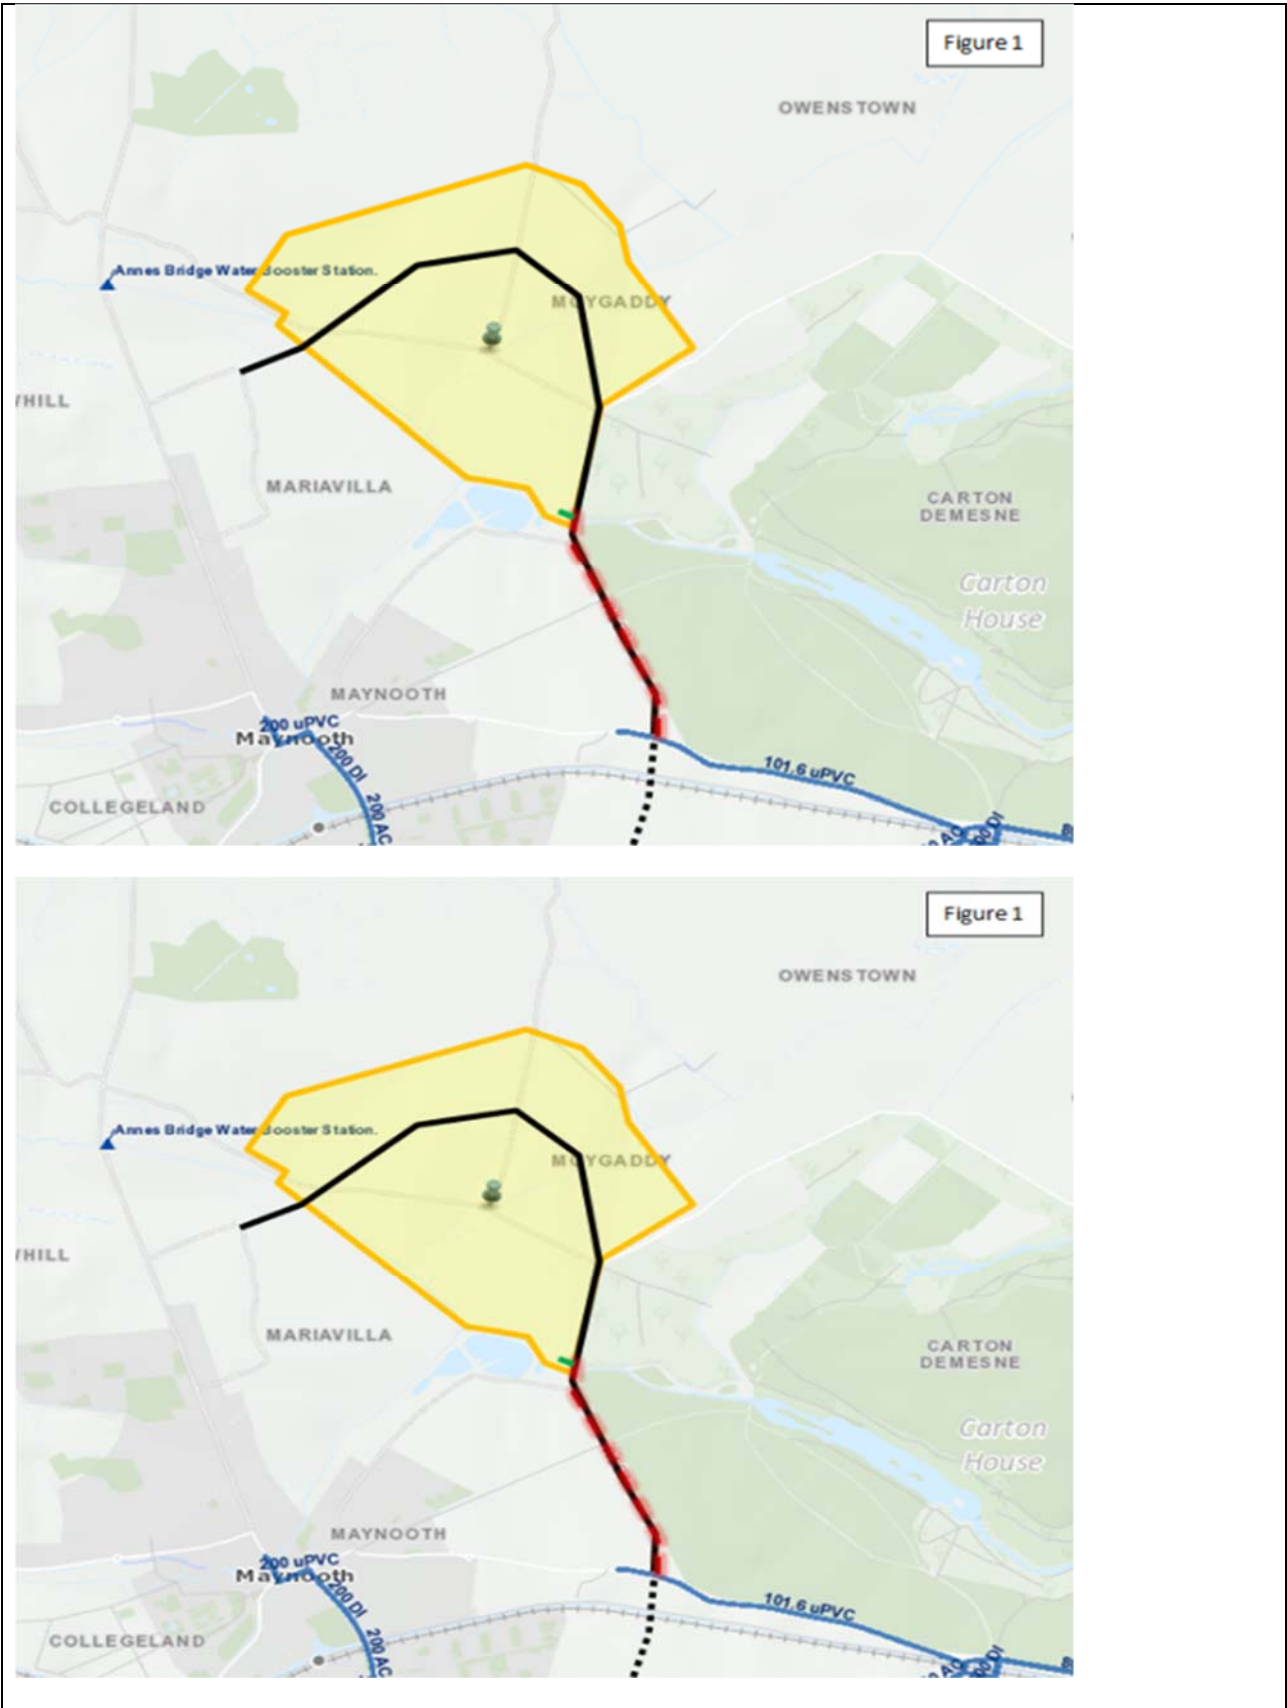 Figure 1
OWENSTOWN
Annes Bridge Water Booster Station.
MOYGADDY
HILL
MARIAVILLA
CARTON
DEMESNE
Carton
House
MAYNOOTH
200 uPVC
Maynooth
200 DI
101.6 uPVC
COLLEGELAND
200 AC
Figure 1
OWENSTOWN
Annes Bridge Water Booster Station.
MOYGADDY
HILL
MARIAVILLA
CARTON
DEMESNE
Carton
House
MAYNOOTH
200 uPVC
Maynooth
200 DI
101.6 uPVC
COLLEGELAND
200 AC